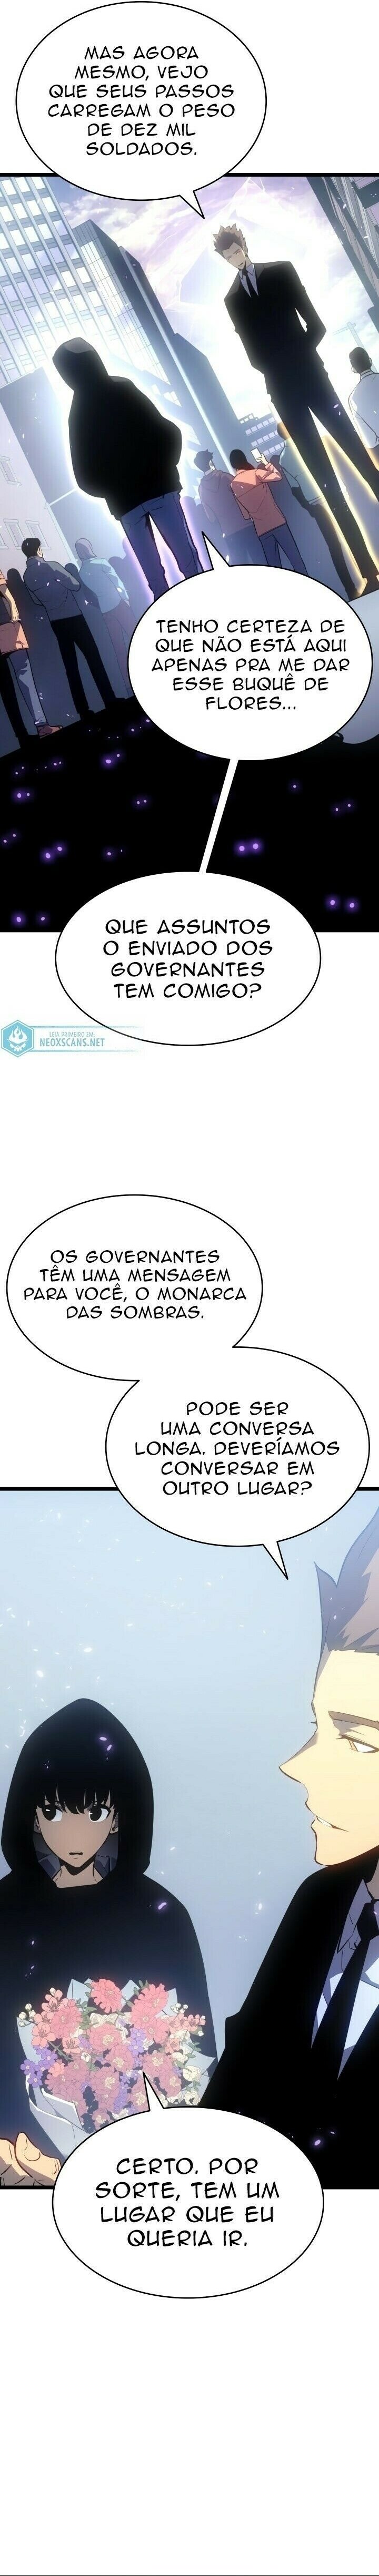 MAS AGORA
MESMO, VEJO
QUE SEUS PASSOS
CARREGAM O PESO
DE DEZ MIL
SOLDADOS.
TENHO CERTEZA DE
QUE NÃO ESTÁ AQUI
APENAS PRA ME DAR
ESSE BUQUÊ DE
FLORES...
QUE ASSUNTOS
O ENVIADO DOS
GOVERNANTES
TEM COMIGO?
LEIA PRIMEIRO EM:
NEOXSCANS.NET
OS GOVERNANTES
TÊM UMA MENSAGEM
PARA VOCÊ, O MONARCA
DAS SOMBRAS.
PODE SER
UMA CONVERSA
LONGA. DEVERÍAMOS
CONVERSAR EM
OUTRO LUGAR?
CERTO. POR
SORTE, TEM UM
LUGAR QUE EU
QUERIA IR.